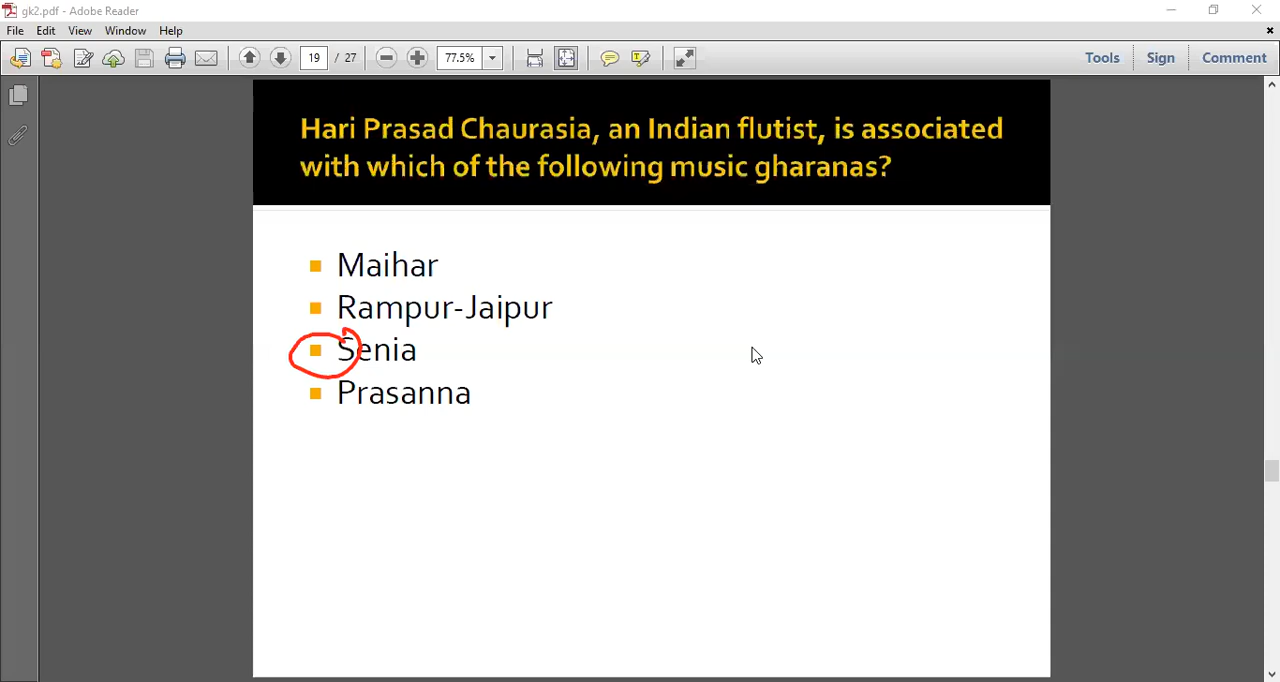 gk2.pdf - Adobe Reader
File Edit View Window Help
19 / 27 77.5% Tools Sign Comment
Hari Prasad Chaurasia, an Indian flutist, is associated
with which of the following music gharanas?
Maihar
Rampur-Jaipur
Senia
Prasanna